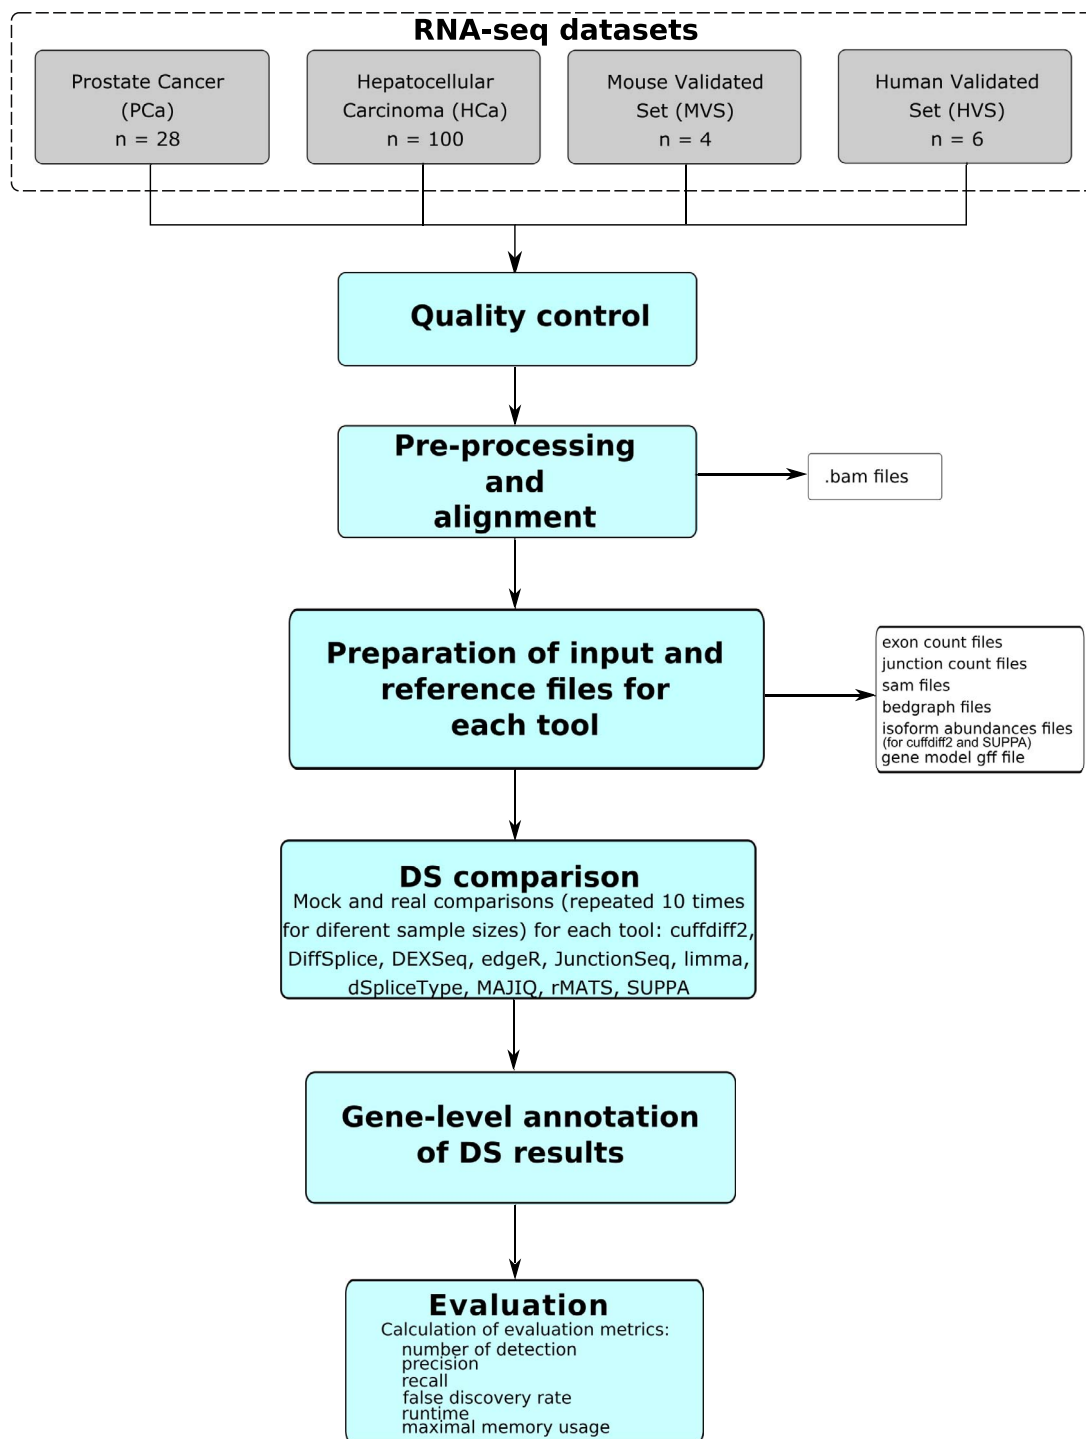 RNA-seq datasets
Prostate Cancer
(PCa)
n = 28
Hepatocellular
Carcinoma (HCa)
n = 100
Mouse Validated
Set (MVS)
n = 4
Human Validated
Set (HVS)
n = 6
Quality control
Pre-processing
and
alignment
.bam files
Preparation of input and
reference files for
each tool
exon count files
junction count files
sam files
bedgraph files
isoform abundances files
(for cuffdiff2 and SUPPA)
gene model gff file
DS comparison
Mock and real comparisons (repeated 10 times
for diferent sample sizes) for each tool: cuffdiff2,
DiffSplice, DEXSeq, edgeR, JunctionSeq, limma,
dSpliceType, MAJIQ, rMATS, SUPPA
Gene-level annotation
of DS results
Evaluation
Calculation of evaluation metrics:
number of detection
precision
recall
false discovery rate
runtime
maximal memory usage